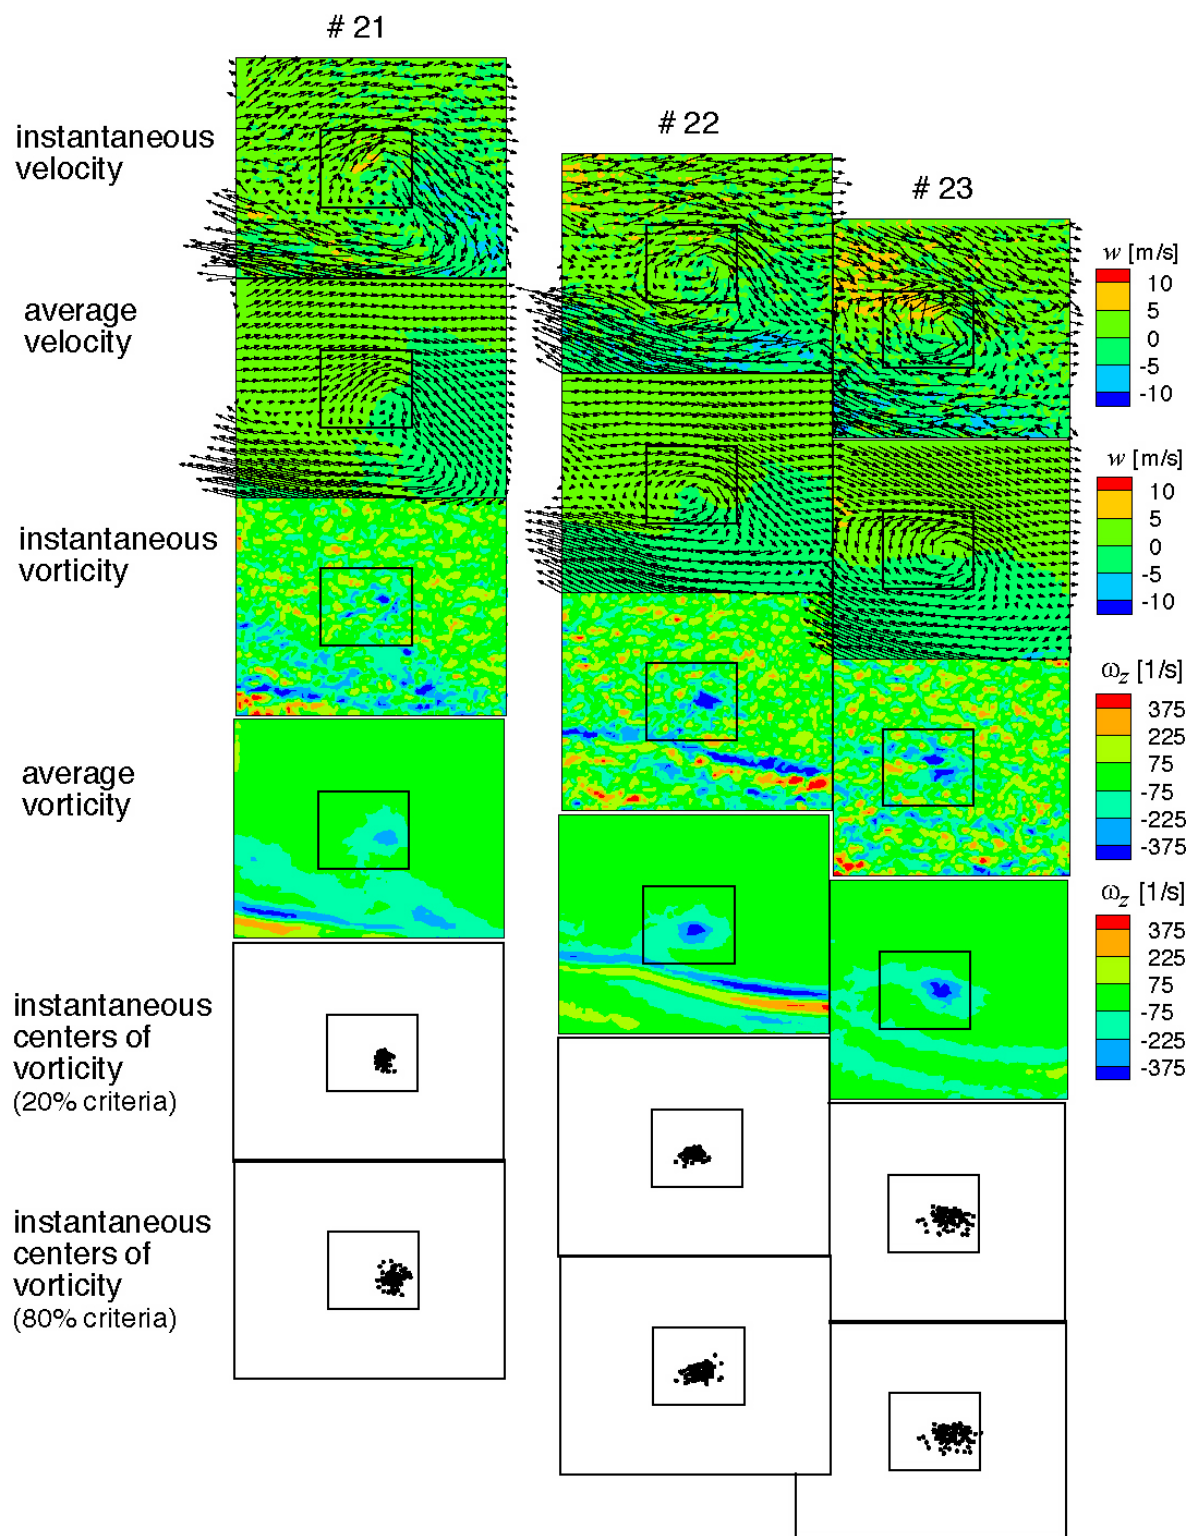 # 21
# 22
# 23
instantaneous
velocity
average
velocity
instantaneous
vorticity
average
vorticity
instantaneous
centers of
vorticity
(20% criteria)
instantaneous
centers of
vorticity
(80% criteria)
w [m/s]
10
5
0
-5
-10
w [m/s]
10
5
0
-5
-10
ωz [1/s]
375
225
75
-75
-225
-375
ωz [1/s]
375
225
75
-75
-225
-375